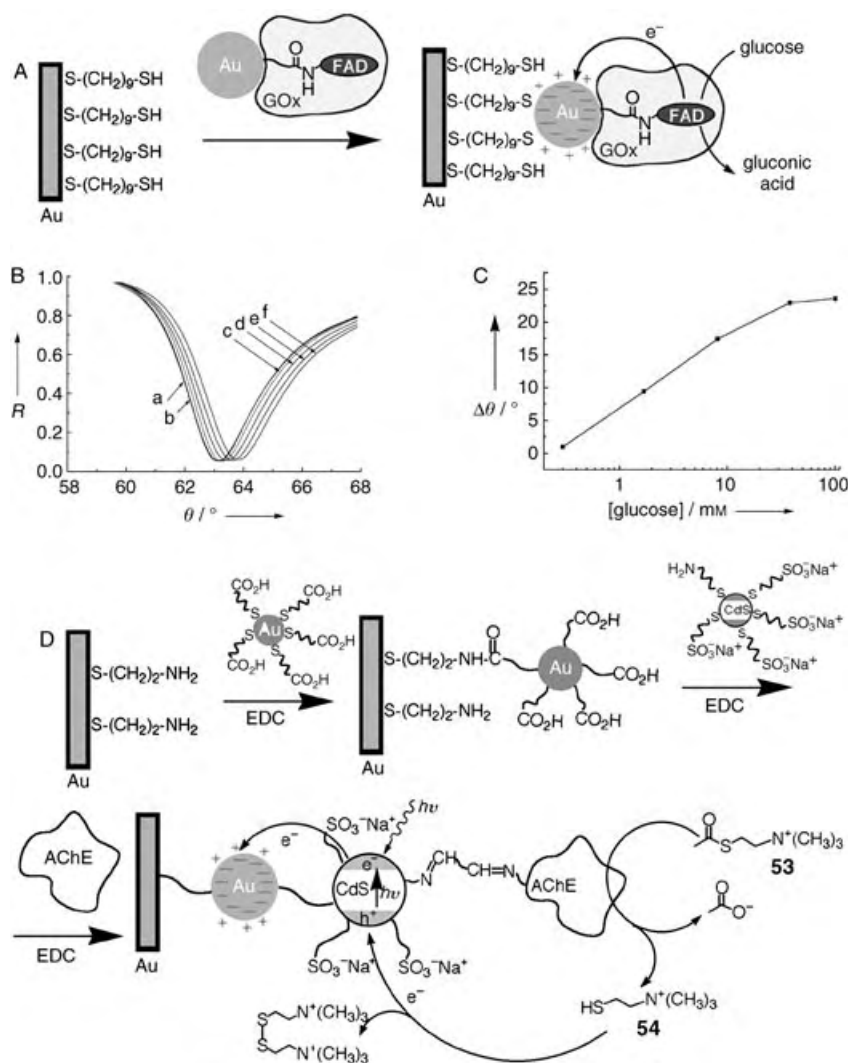 A
S-(CH2)9-SH
S-(CH2)9-SH
S-(CH2)9-SH
S-(CH2)9-SH
Au
Au
O
N
H
FAD
GOx
S-(CH2)9-SH
S-(CH2)9-S
S-(CH2)9-S
S-(CH2)9-SH
Au
Au
e−
O
N
H
FAD
GOx
glucose
gluconic
acid
B
1.0
0.8
0.6
0.4
0.2
0.0
R
a
b
c d e f
58 60 62 64 66 68
θ / °
C
25
20
15
10
5
0
Δθ / °
1 10 100
[glucose] / mM
D
S-(CH2)2-NH2
S-(CH2)2-NH2
Au
CO2H
CO2H
CO2H
CO2H
CO2H
S
S
S
S
S
Au
EDC
O
S-(CH2)2-NH-C
S-(CH2)2-NH2
Au
Au
CO2H
CO2H
CO2H
CO2H
H2N
SO3−Na+
SO3−Na+
SO3−Na+
SO3−Na+
S
S
S
S
S
CdS
EDC
AChE
EDC
Au
Au
e−
SO3−Na+
hν
e−
CdS
hν
h+
SO3−Na+
SO3−Na+
N
N
AChE
O
S
N+(CH3)3
53
O
O−
HS
N+(CH3)3
54
e−
S
S
N+(CH3)3
N+(CH3)3